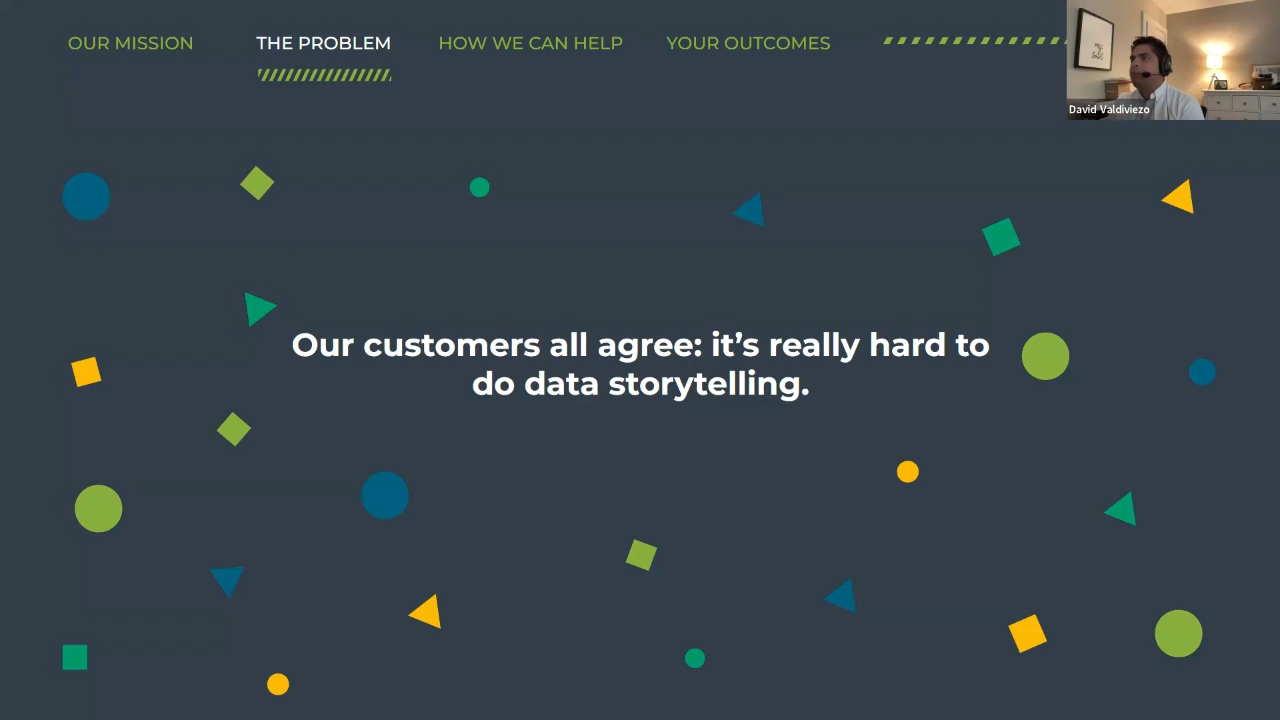 OUR MISSION
THE PROBLEM
HOW WE CAN HELP
YOUR OUTCOMES
David Valdiviezo
Our customers all agree: it’s really hard to
do data storytelling.